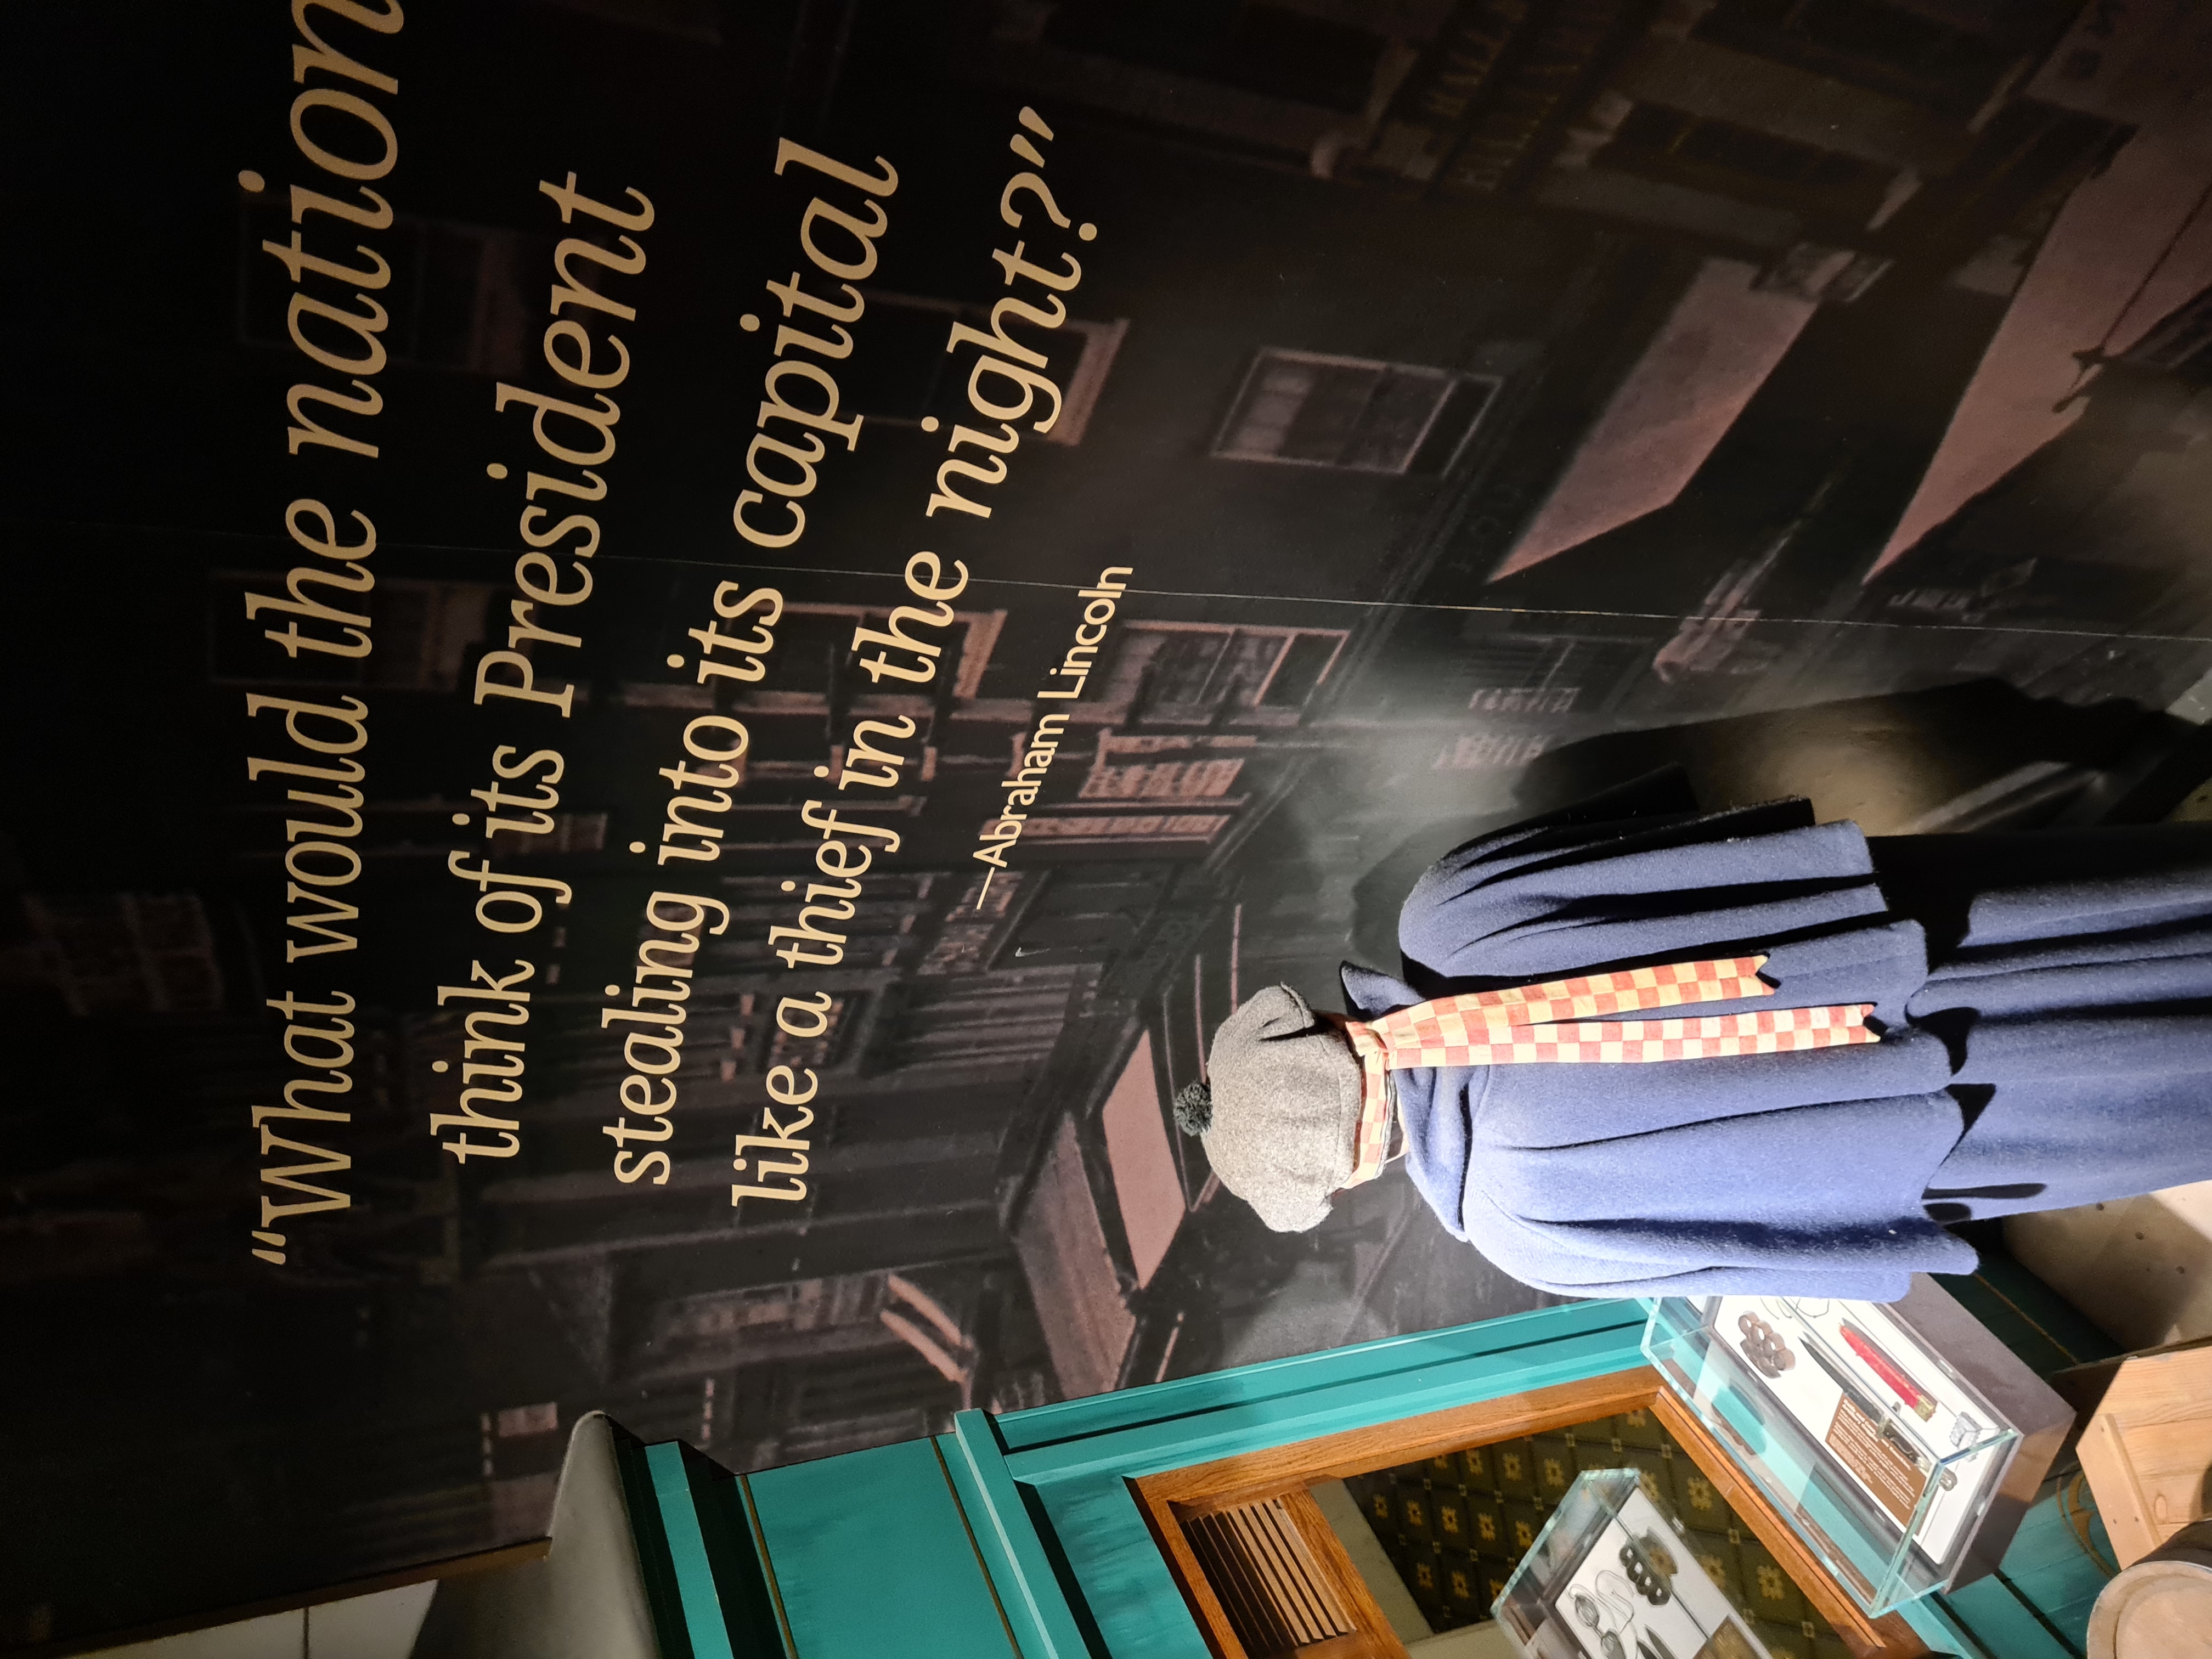 “What would the nation
think of its President
stealing into its capital
like a thief in the night?”
—Abraham Lincoln